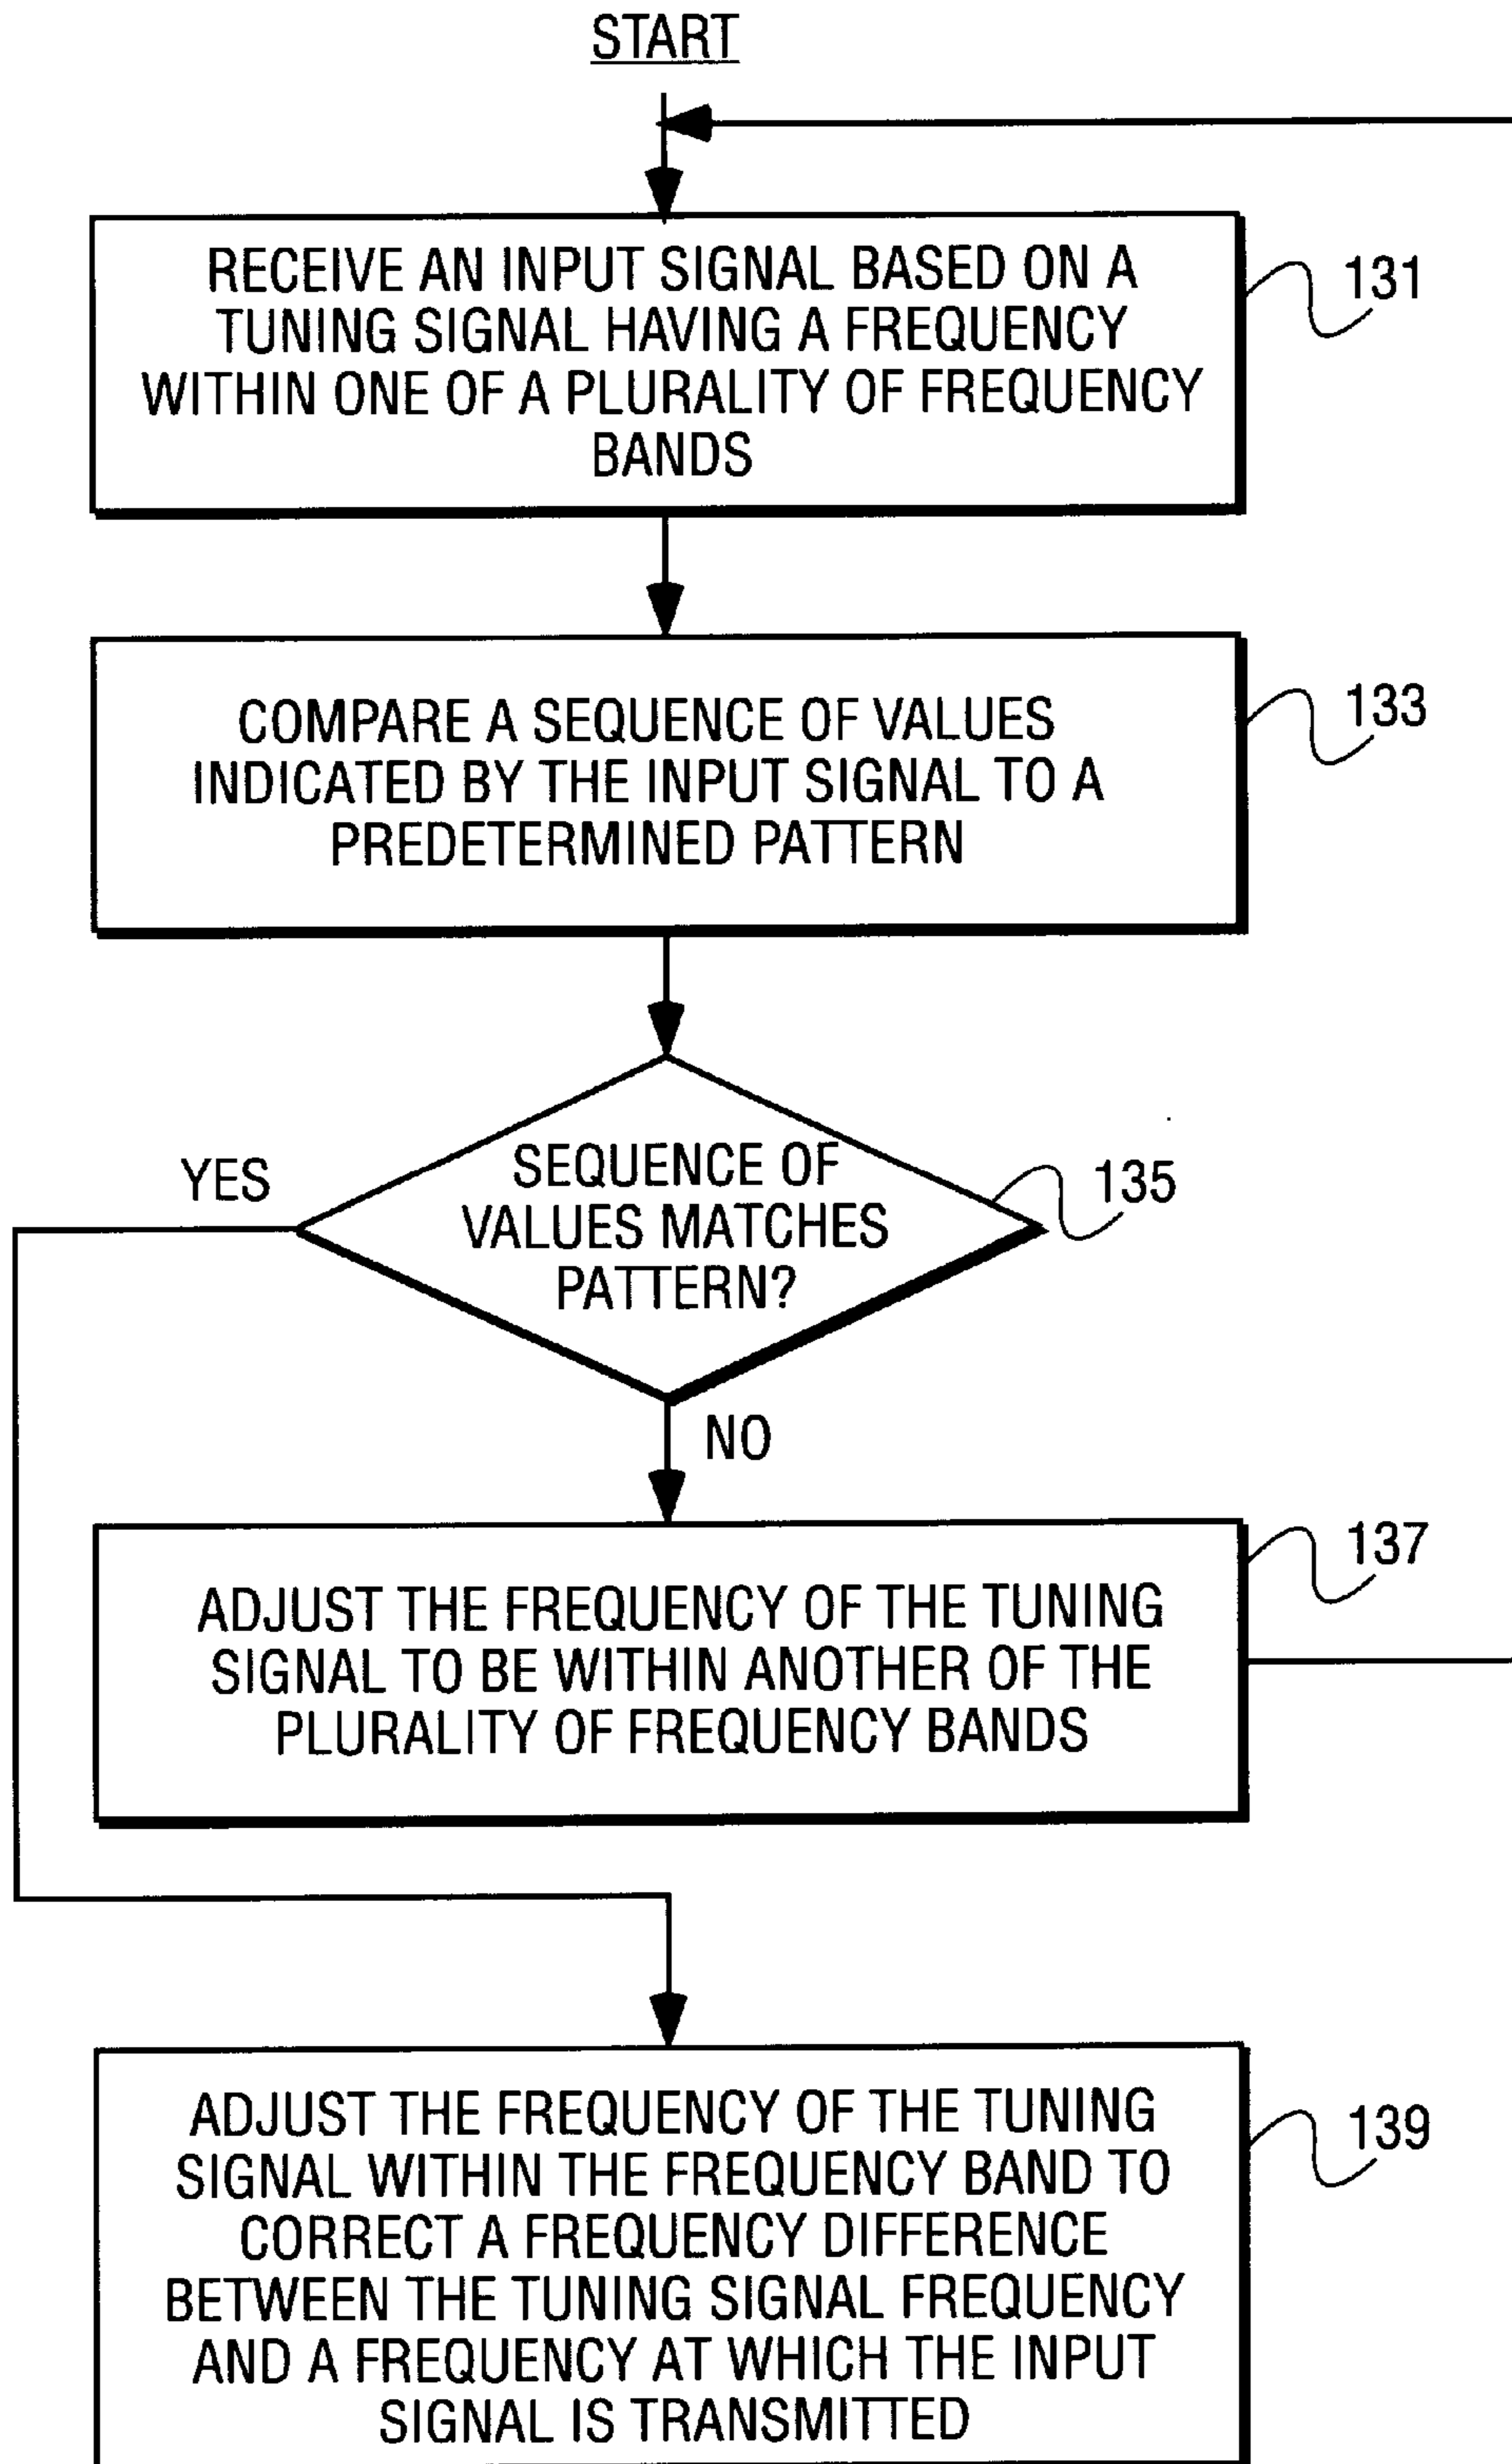 START
RECEIVE AN INPUT SIGNAL BASED ON A
TUNING SIGNAL HAVING A FREQUENCY
WITHIN ONE OF A PLURALITY OF FREQUENCY
BANDS
131
COMPARE A SEQUENCE OF VALUES
INDICATED BY THE INPUT SIGNAL TO A
PREDETERMINED PATTERN
133
YES
SEQUENCE OF
VALUES MATCHES
PATTERN?
135
NO
ADJUST THE FREQUENCY OF THE TUNING
SIGNAL TO BE WITHIN ANOTHER OF THE
PLURALITY OF FREQUENCY BANDS
137
ADJUST THE FREQUENCY OF THE TUNING
SIGNAL WITHIN THE FREQUENCY BAND TO
CORRECT A FREQUENCY DIFFERENCE
BETWEEN THE TUNING SIGNAL FREQUENCY
AND A FREQUENCY AT WHICH THE INPUT
SIGNAL IS TRANSMITTED
139